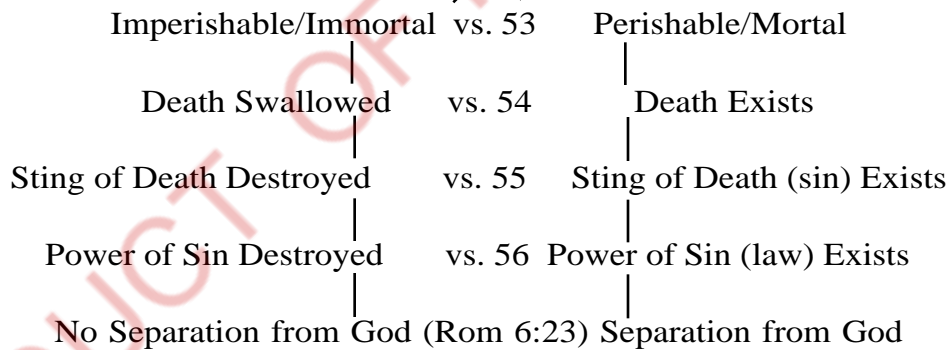 Imperishable/Immortal vs. 53 Perishable/Mortal
Death Swallowed vs. 54 Death Exists
Sting of Death Destroyed vs. 55 Sting of Death (sin) Exists
Power of Sin Destroyed vs. 56 Power of Sin (law) Exists
No Separation from God (Rom 6:23) Separation from God